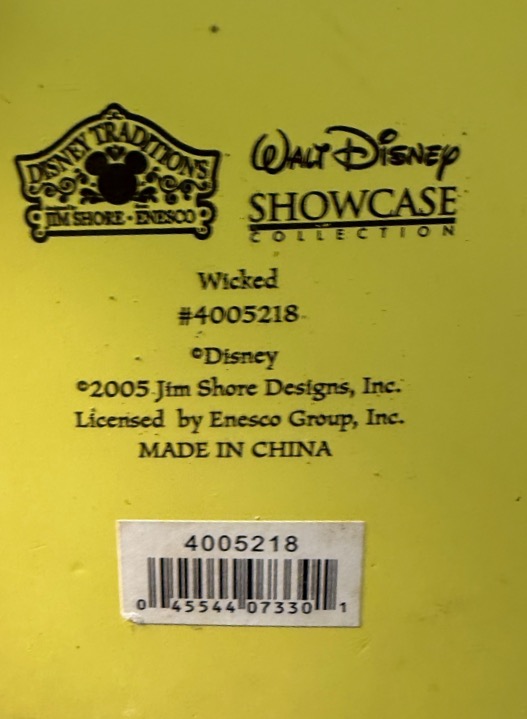 DISNEY TRADITIONS
JIM SHORE • ENESCO
WALT DISNEY
SHOWCASE
COLLECTION
Wicked
#4005218
©Disney
©2005 Jim Shore Designs, Inc.
Licensed by Enesco Group, Inc.
MADE IN CHINA
4005218
0 45544 07330 1